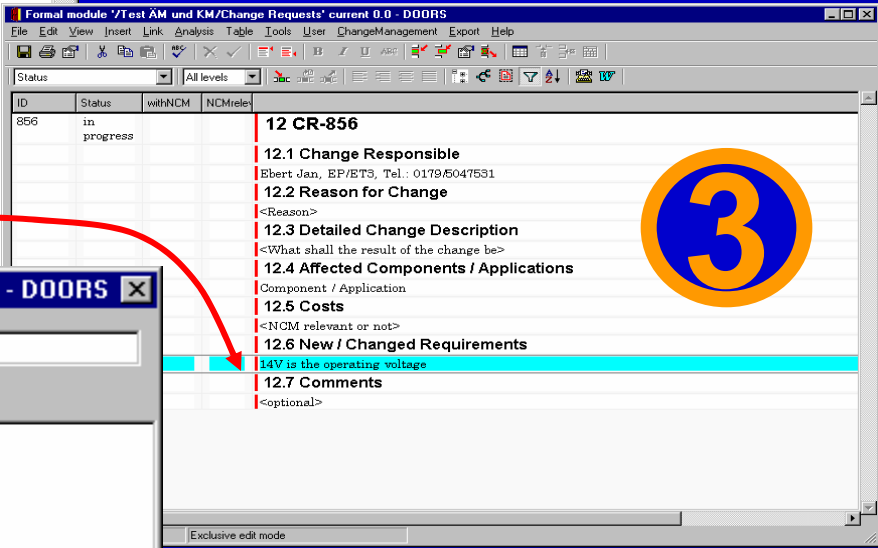 Formal module '/Test ÄM und KM/Change Requests' current 0.0 - DOORS
File Edit View Insert Link Analysis Table Tools User ChangeManagement Export Help
Status All levels
ID Status withNCM NCMrelev
856 in progress 12 CR-856
12.1 Change Responsible
Ebert Jan, EP/ET3, Tel.: 0179/5047531
12.2 Reason for Change
<Reason>
12.3 Detailed Change Description
<What shall the result of the change be>
12.4 Affected Components / Applications
Component / Application
12.5 Costs
<NCM relevant or not>
12.6 New / Changed Requirements
14V is the operating voltage
12.7 Comments
<optional>
Exclusive edit mode
- DOORS
3